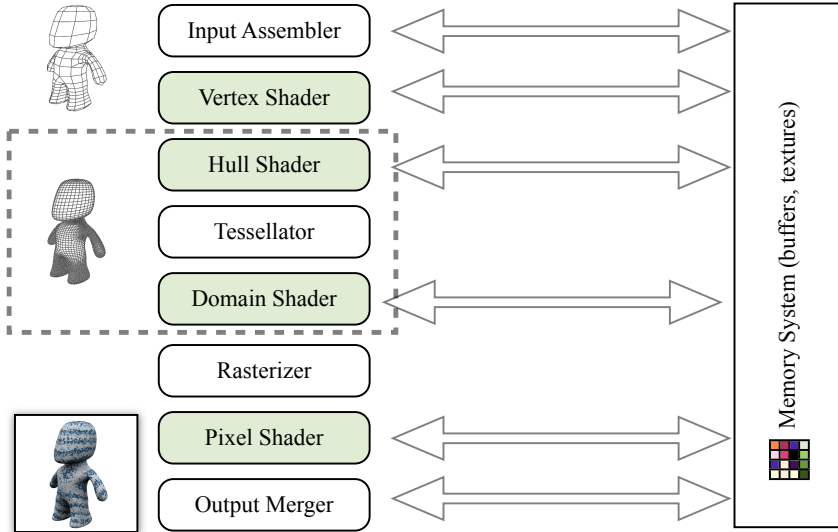 Input Assembler
Vertex Shader
Hull Shader
Tessellator
Domain Shader
Rasterizer
Pixel Shader
Output Merger
Memory System (buffers, textures)